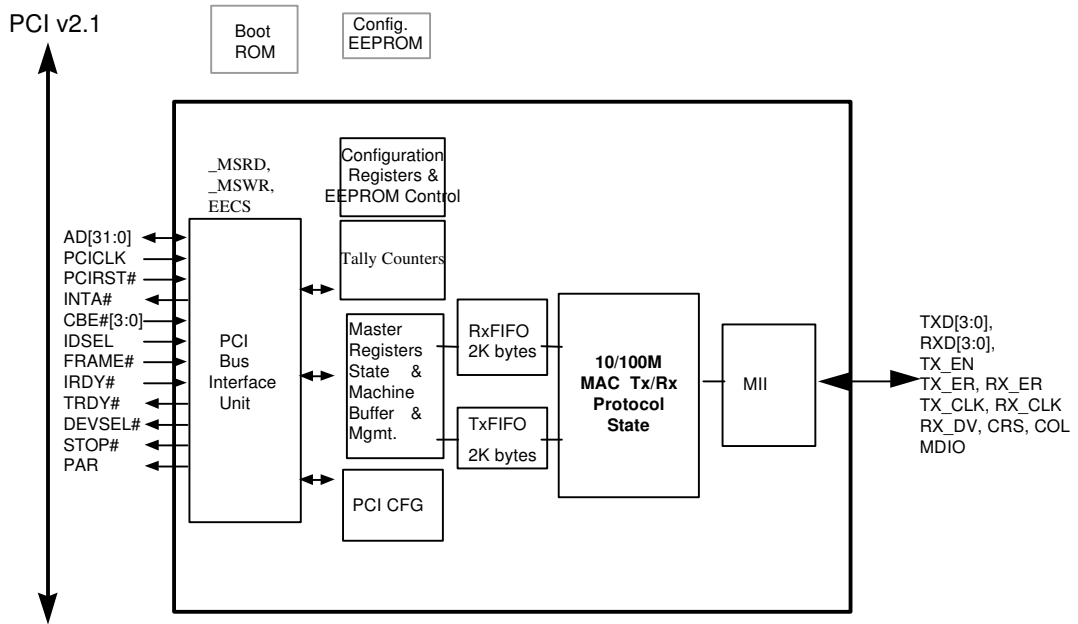 PCI v2.1
Boot
ROM
Config.
EEPROM
_MSRD,
_MSWR,
EECS
Configuration
Registers &
EEPROM Control
Tally Counters
AD[31:0]
PCICLK
PCIRST#
INTA#
CBE#[3:0]
IDSEL
FRAME#
IRDY#
TRDY#
DEVSEL#
STOP#
PAR
PCI
Bus
Interface
Unit
Master
Registers
State &
Machine
Buffer &
Mgmt.
PCI CFG
RxFIFO
2K bytes
TxFIFO
2K bytes
10/100M
MAC Tx/Rx
Protocol
State
MII
TXD[3:0],
RXD[3:0],
TX_EN
TX_ER, RX_ER
TX_CLK, RX_CLK
RX_DV, CRS, COL
MDIO